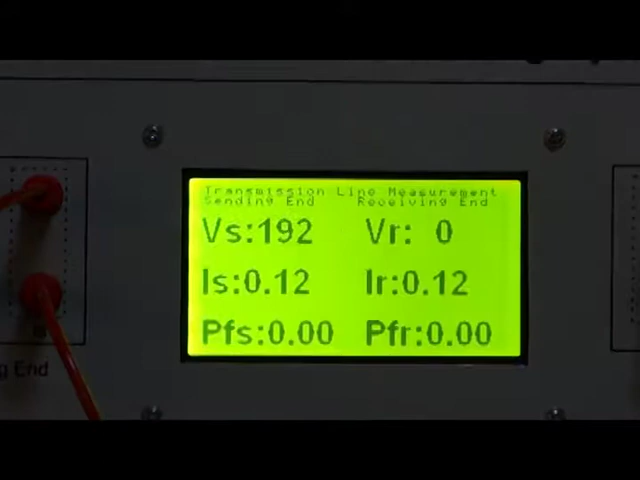 Transmission Line Measurement
Sending End Receiving End
Vs:192 Vr: 0
Is:0.12 Ir:0.12
Pfs:0.00 Pfr:0.00
End